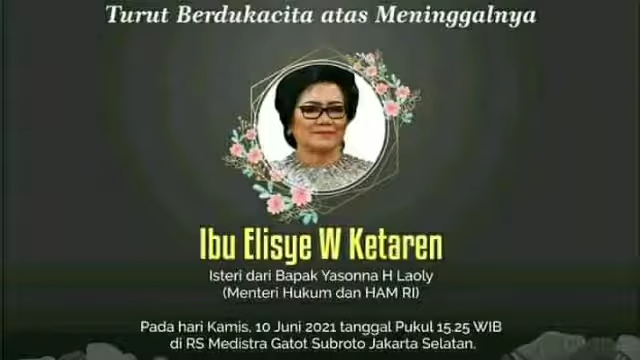 Turut Berdukacita atas Meninggalnya
Ibu Elisye W Ketaren
Isteri dari Bapak Yasonna H Laoly
(Menteri Hukum dan HAM RI)
Pada hari Kamis, 10 Juni 2021 tanggal Pukul 15.25 WIB
di RS Medistra Gatot Subroto Jakarta Selatan.